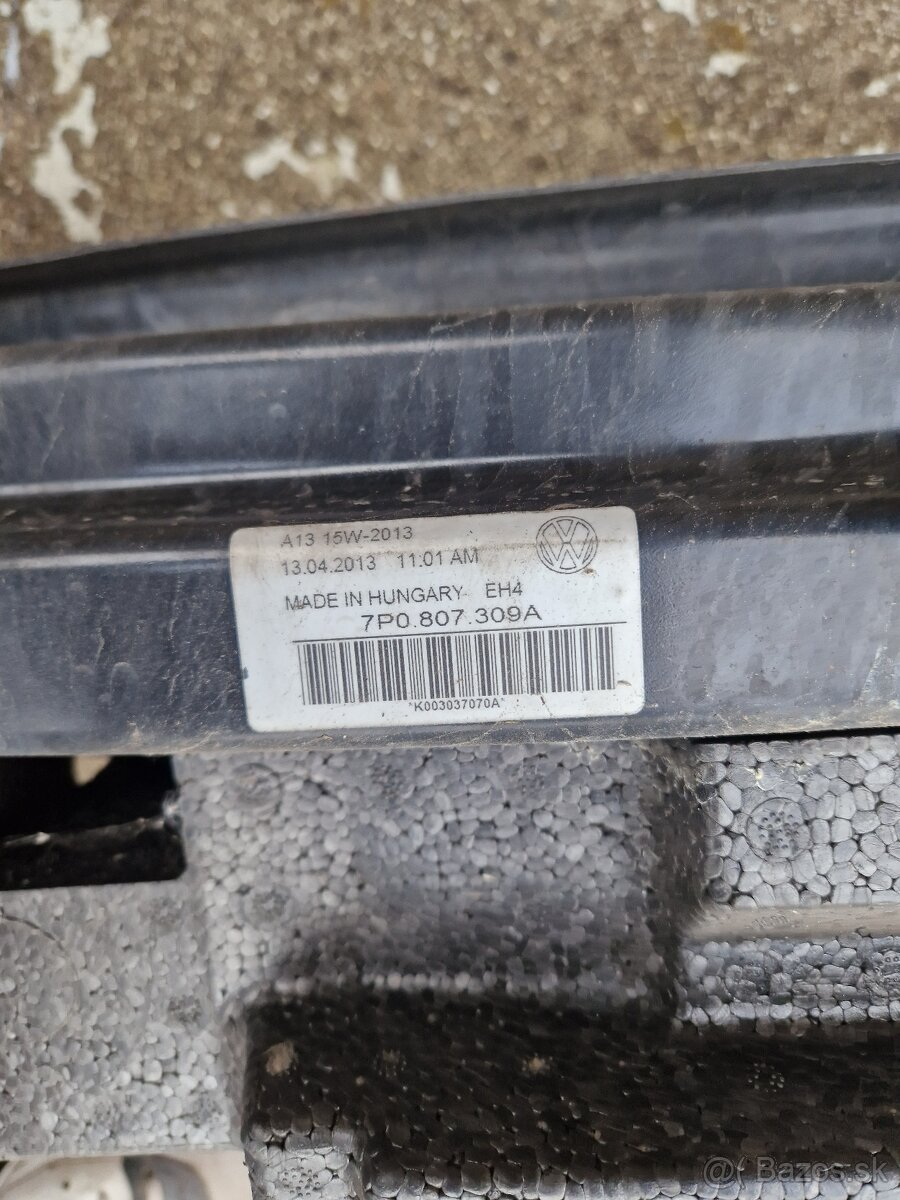 A13 15W-2013
13.04.2013 11.01 AM
MADE IN HUNGARY EH4
7P0.807.309A
*K003037070A*
@ Bazos.sk